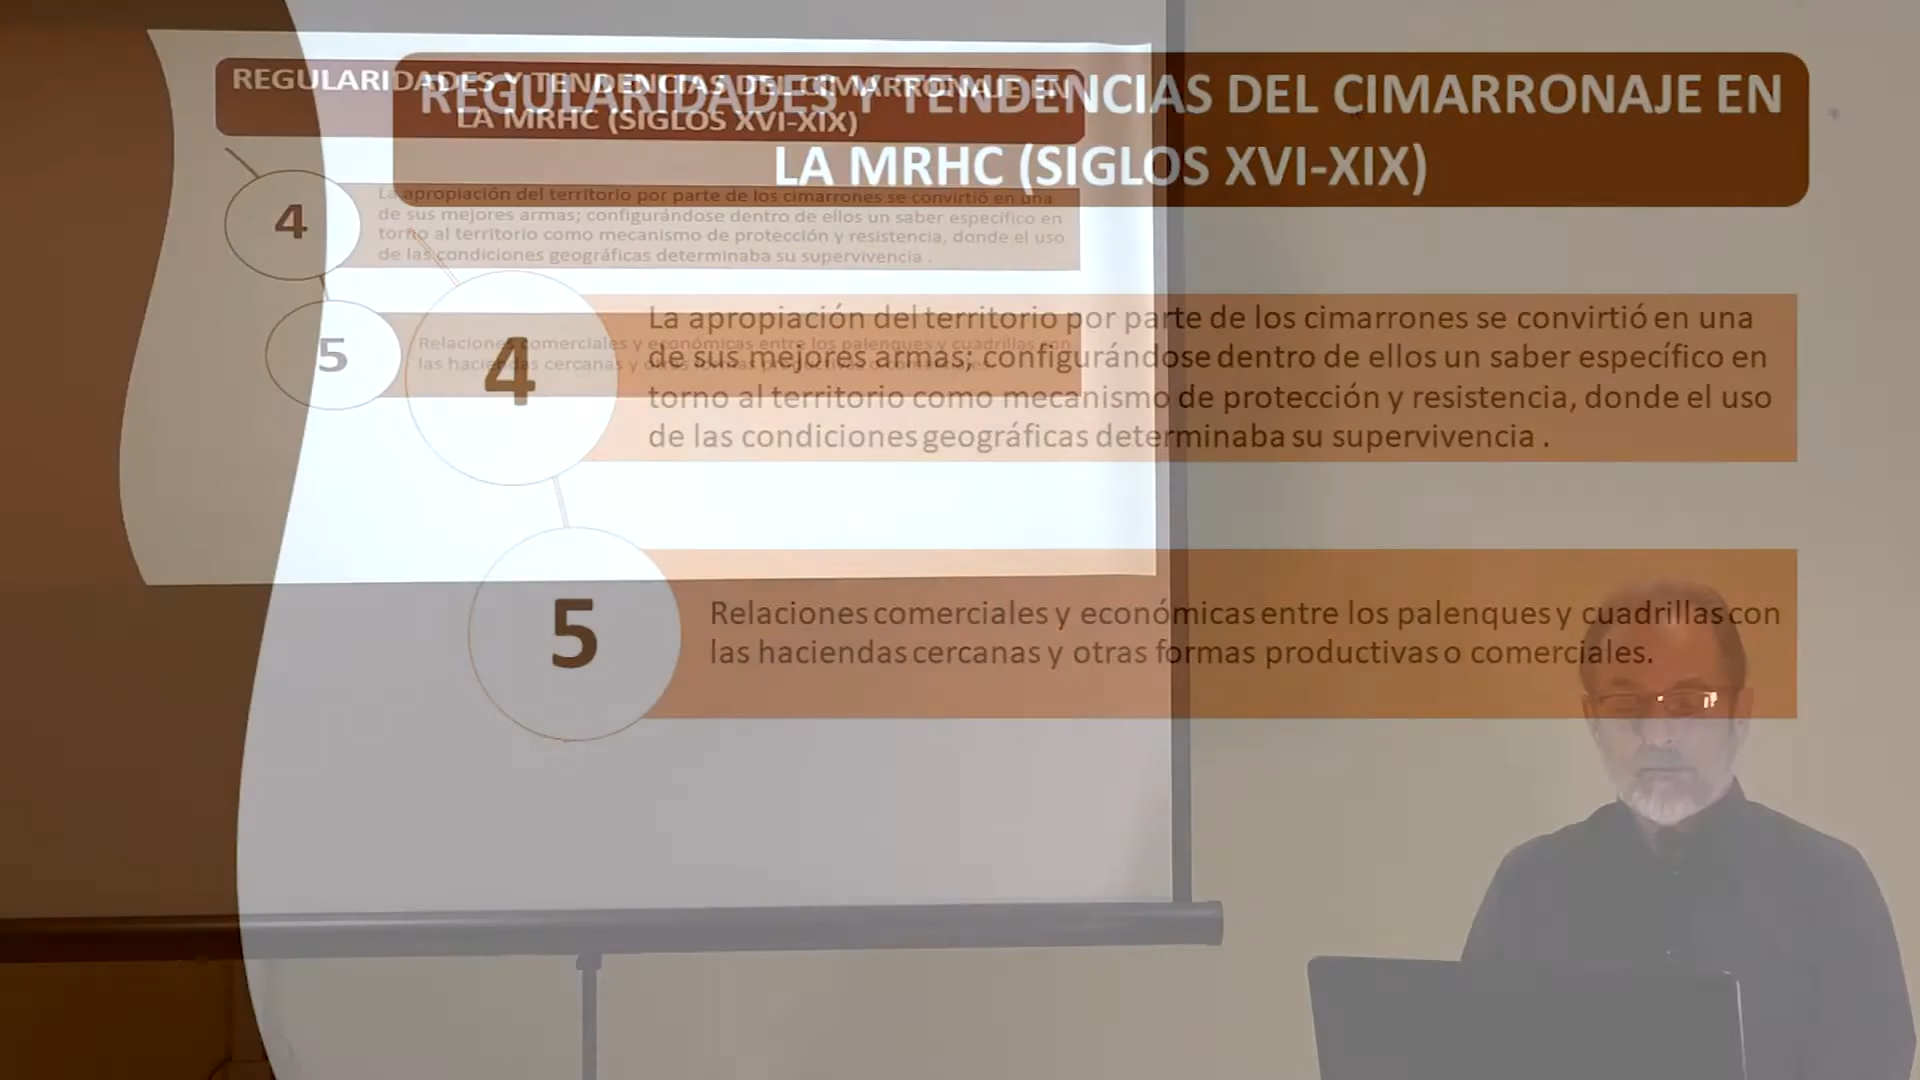 REGULARIDADES Y TENDENCIAS DEL CIMARRONAJE EN
LA MRHC (SIGLOS XVI-XIX)
4
La apropiación del territorio por parte de los cimarrones se convirtió en una
de sus mejores armas; configurándose dentro de ellos un saber específico en
torno al territorio como mecanismo de protección y resistencia, donde el uso
de las condiciones geográficas determinaba su supervivencia .
5
Relaciones comerciales y económicas entre los palenques y cuadrillas con
las haciendas cercanas y otras formas productivas o comerciales.
REGULARIDADES Y TENDENCIAS DEL CIMARRONAJE EN
LA MRHC (SIGLOS XVI-XIX)
4
La apropiación del territorio por parte de los cimarrones se convirtió en una
de sus mejores armas; configurándose dentro de ellos un saber específico en
torno al territorio como mecanismo de protección y resistencia, donde el uso
de las condiciones geográficas determinaba su supervivencia .
5
Relaciones comerciales y económicas entre los palenques y cuadrillas con
las haciendas cercanas y otras formas productivas o comerciales.